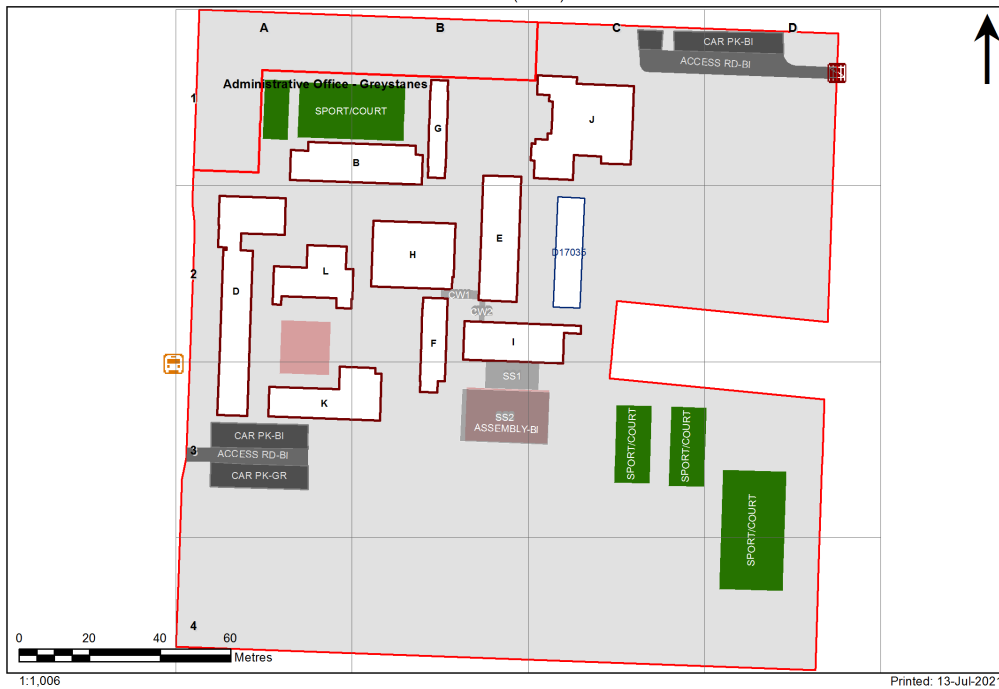 A
B
C
D
CAR PK-BI
ACCESS RD-BI
Administrative Office - Greystanes
1
SPORT/COURT
G
J
B
E
D17035
H
2
L
D
CW1
CW2
F
I
SS1
K
SS2
ASSEMBLY-BI
CAR PK-BI
3
ACCESS RD-BI
CAR PK-GR
SPORT/COURT
SPORT/COURT
SPORT/COURT
4
0 20 40 60
Metres
1:1,006
Printed: 13-Jul-2021